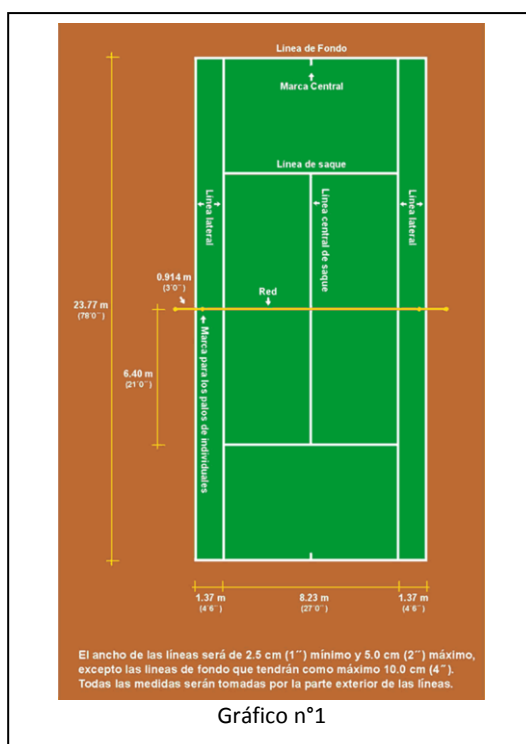 Línea de Fondo
Marca Central
Línea de saque
Línea lateral
Línea central de saque
Línea lateral
0.914 m
(3´0¨)
Red
23.77 m
(78´0¨)
Marca para los palos de individuales
6.40 m
(21´0¨)
1.37 m
(4´6¨)
8.23 m
(27´0¨)
1.37 m
(4´6¨)
El ancho de las líneas será de 2.5 cm (1¨) mínimo y 5.0 cm (2¨) máximo,
excepto las lineas de fondo que tendrán como máximo 10.0 cm (4¨).
Todas las medidas serán tomadas por la parte exterior de las líneas.
Gráfico n°1